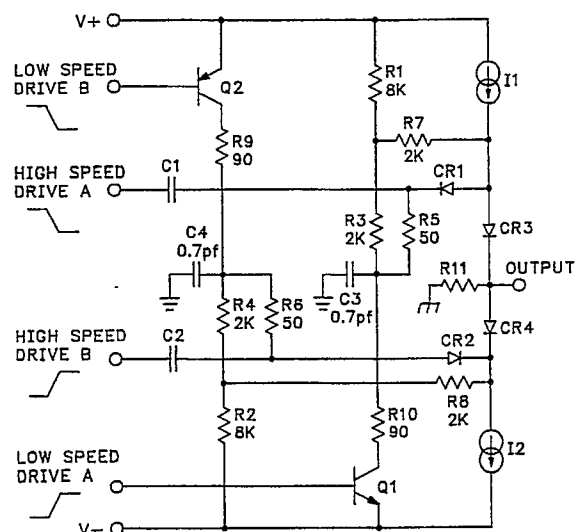 V+
LOW SPEED
DRIVE B
Q2
R1
8K
I1
R9
90
R7
2K
HIGH SPEED
DRIVE A
C1
CR1
R3
2K
R5
50
CR3
C4
0.7pf
R11
OUTPUT
C3
0.7pf
R4
2K
R6
50
CR4
HIGH SPEED
DRIVE B
C2
CR2
R8
2K
R2
8K
R10
90
I2
LOW SPEED
DRIVE A
Q1
V-